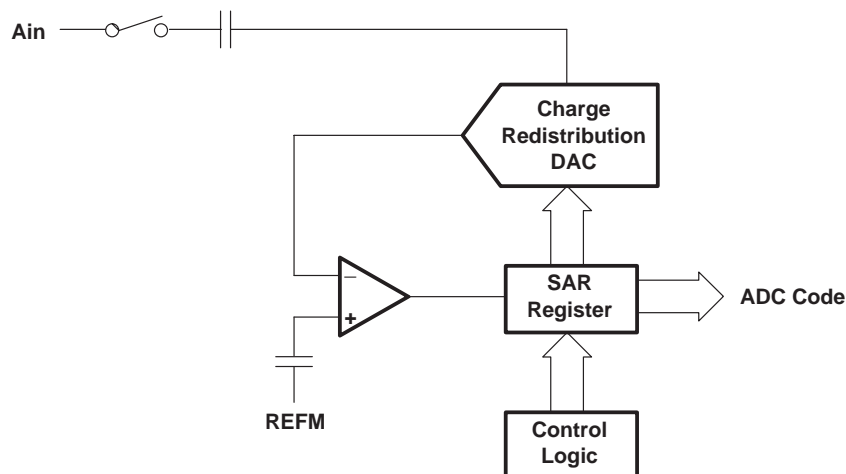 Ain
Charge
Redistribution
DAC
_
+
SAR
Register
ADC Code
REFM
Control
Logic